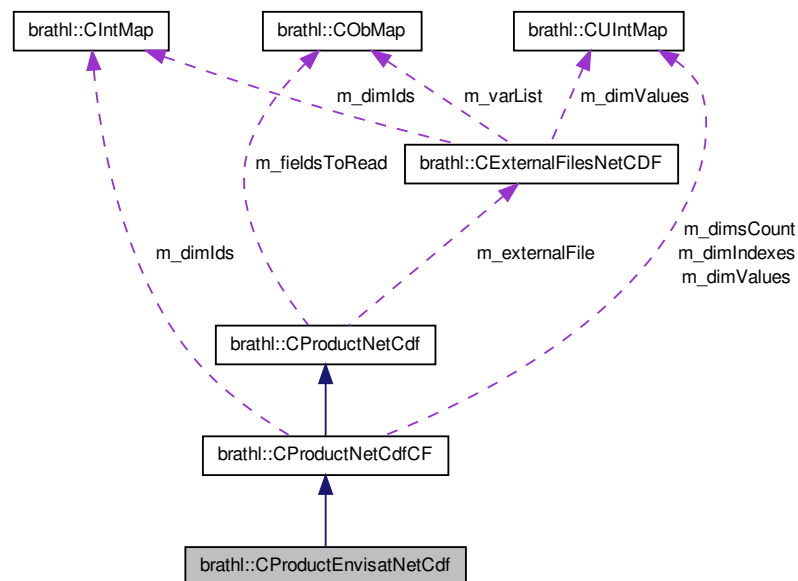 brathl::CIntMap
brathl::CObMap
brathl::CUIntMap
m_dimIds
m_varList
m_dimValues
m_fieldsToRead
brathl::CExternalFilesNetCDF
m_dimsCount
m_dimIndexes
m_dimValues
m_dimIds
m_externalFile
brathl::CProductNetCdf
brathl::CProductNetCdfCF
brathl::CProductEnvisatNetCdf